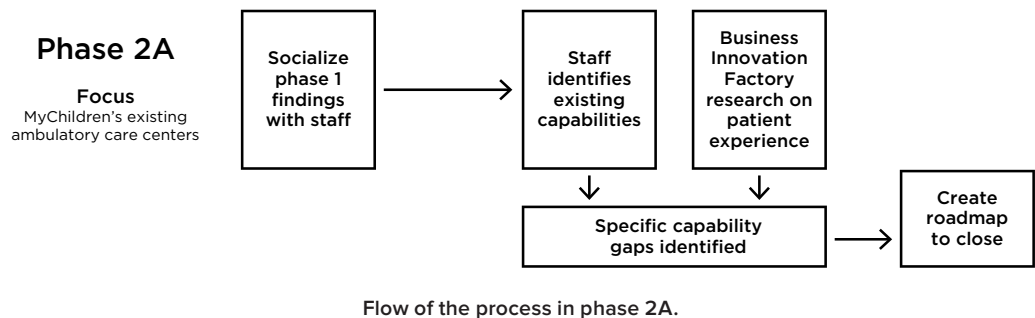 Phase 2A
Focus
MyChildren’s existing
ambulatory care centers
Socialize
phase 1
findings
with staff
Staff
identifies
existing
capabilities
Business
Innovation
Factory
research on
patient
experience
Specific capability
gaps identified
Create
roadmap
to close
Flow of the process in phase 2A.